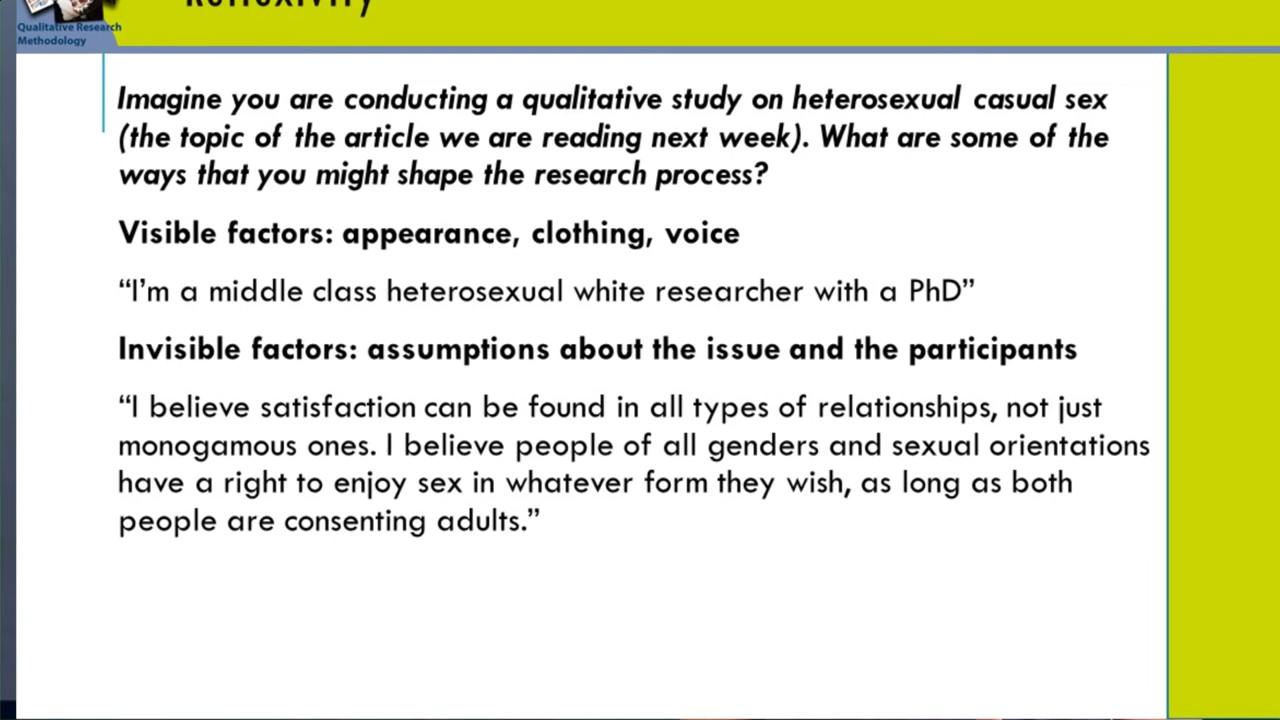 Reflexivity
Qualitative Research
Methodology
Imagine you are conducting a qualitative study on heterosexual casual sex
(the topic of the article we are reading next week). What are some of the
ways that you might shape the research process?
Visible factors: appearance, clothing, voice
“I’m a middle class heterosexual white researcher with a PhD”
Invisible factors: assumptions about the issue and the participants
“I believe satisfaction can be found in all types of relationships, not just
monogamous ones. I believe people of all genders and sexual orientations
have a right to enjoy sex in whatever form they wish, as long as both
people are consenting adults.”